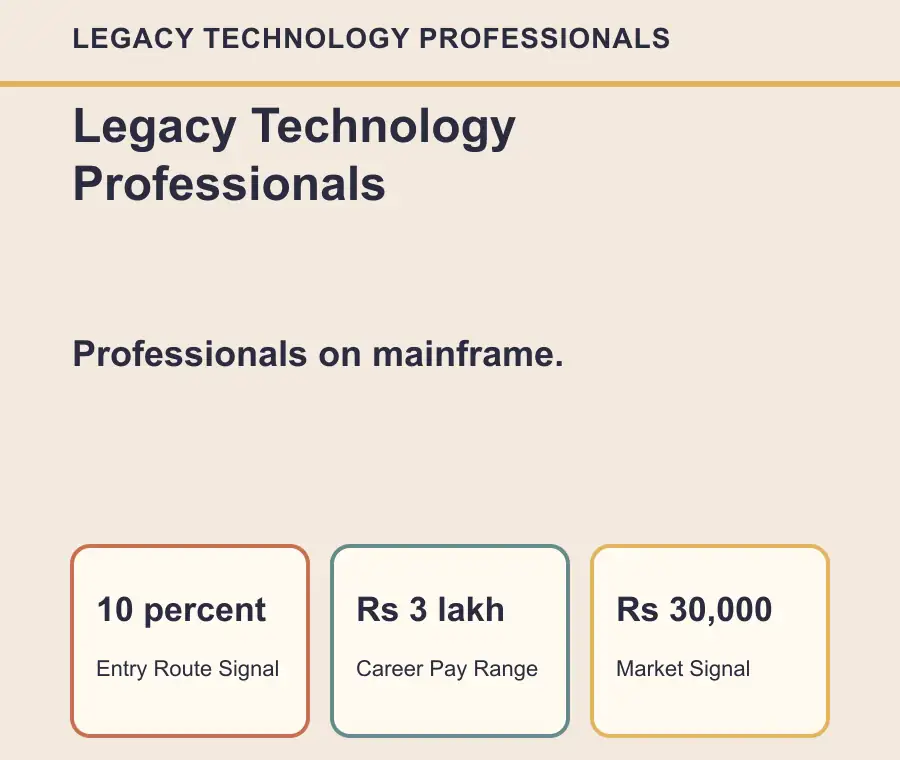 LEGACY TECHNOLOGY PROFESSIONALS
Legacy Technology
Professionals
Professionals on mainframe.
10 percent
Entry Route Signal
Rs 3 lakh
Career Pay Range
Rs 30,000
Market Signal